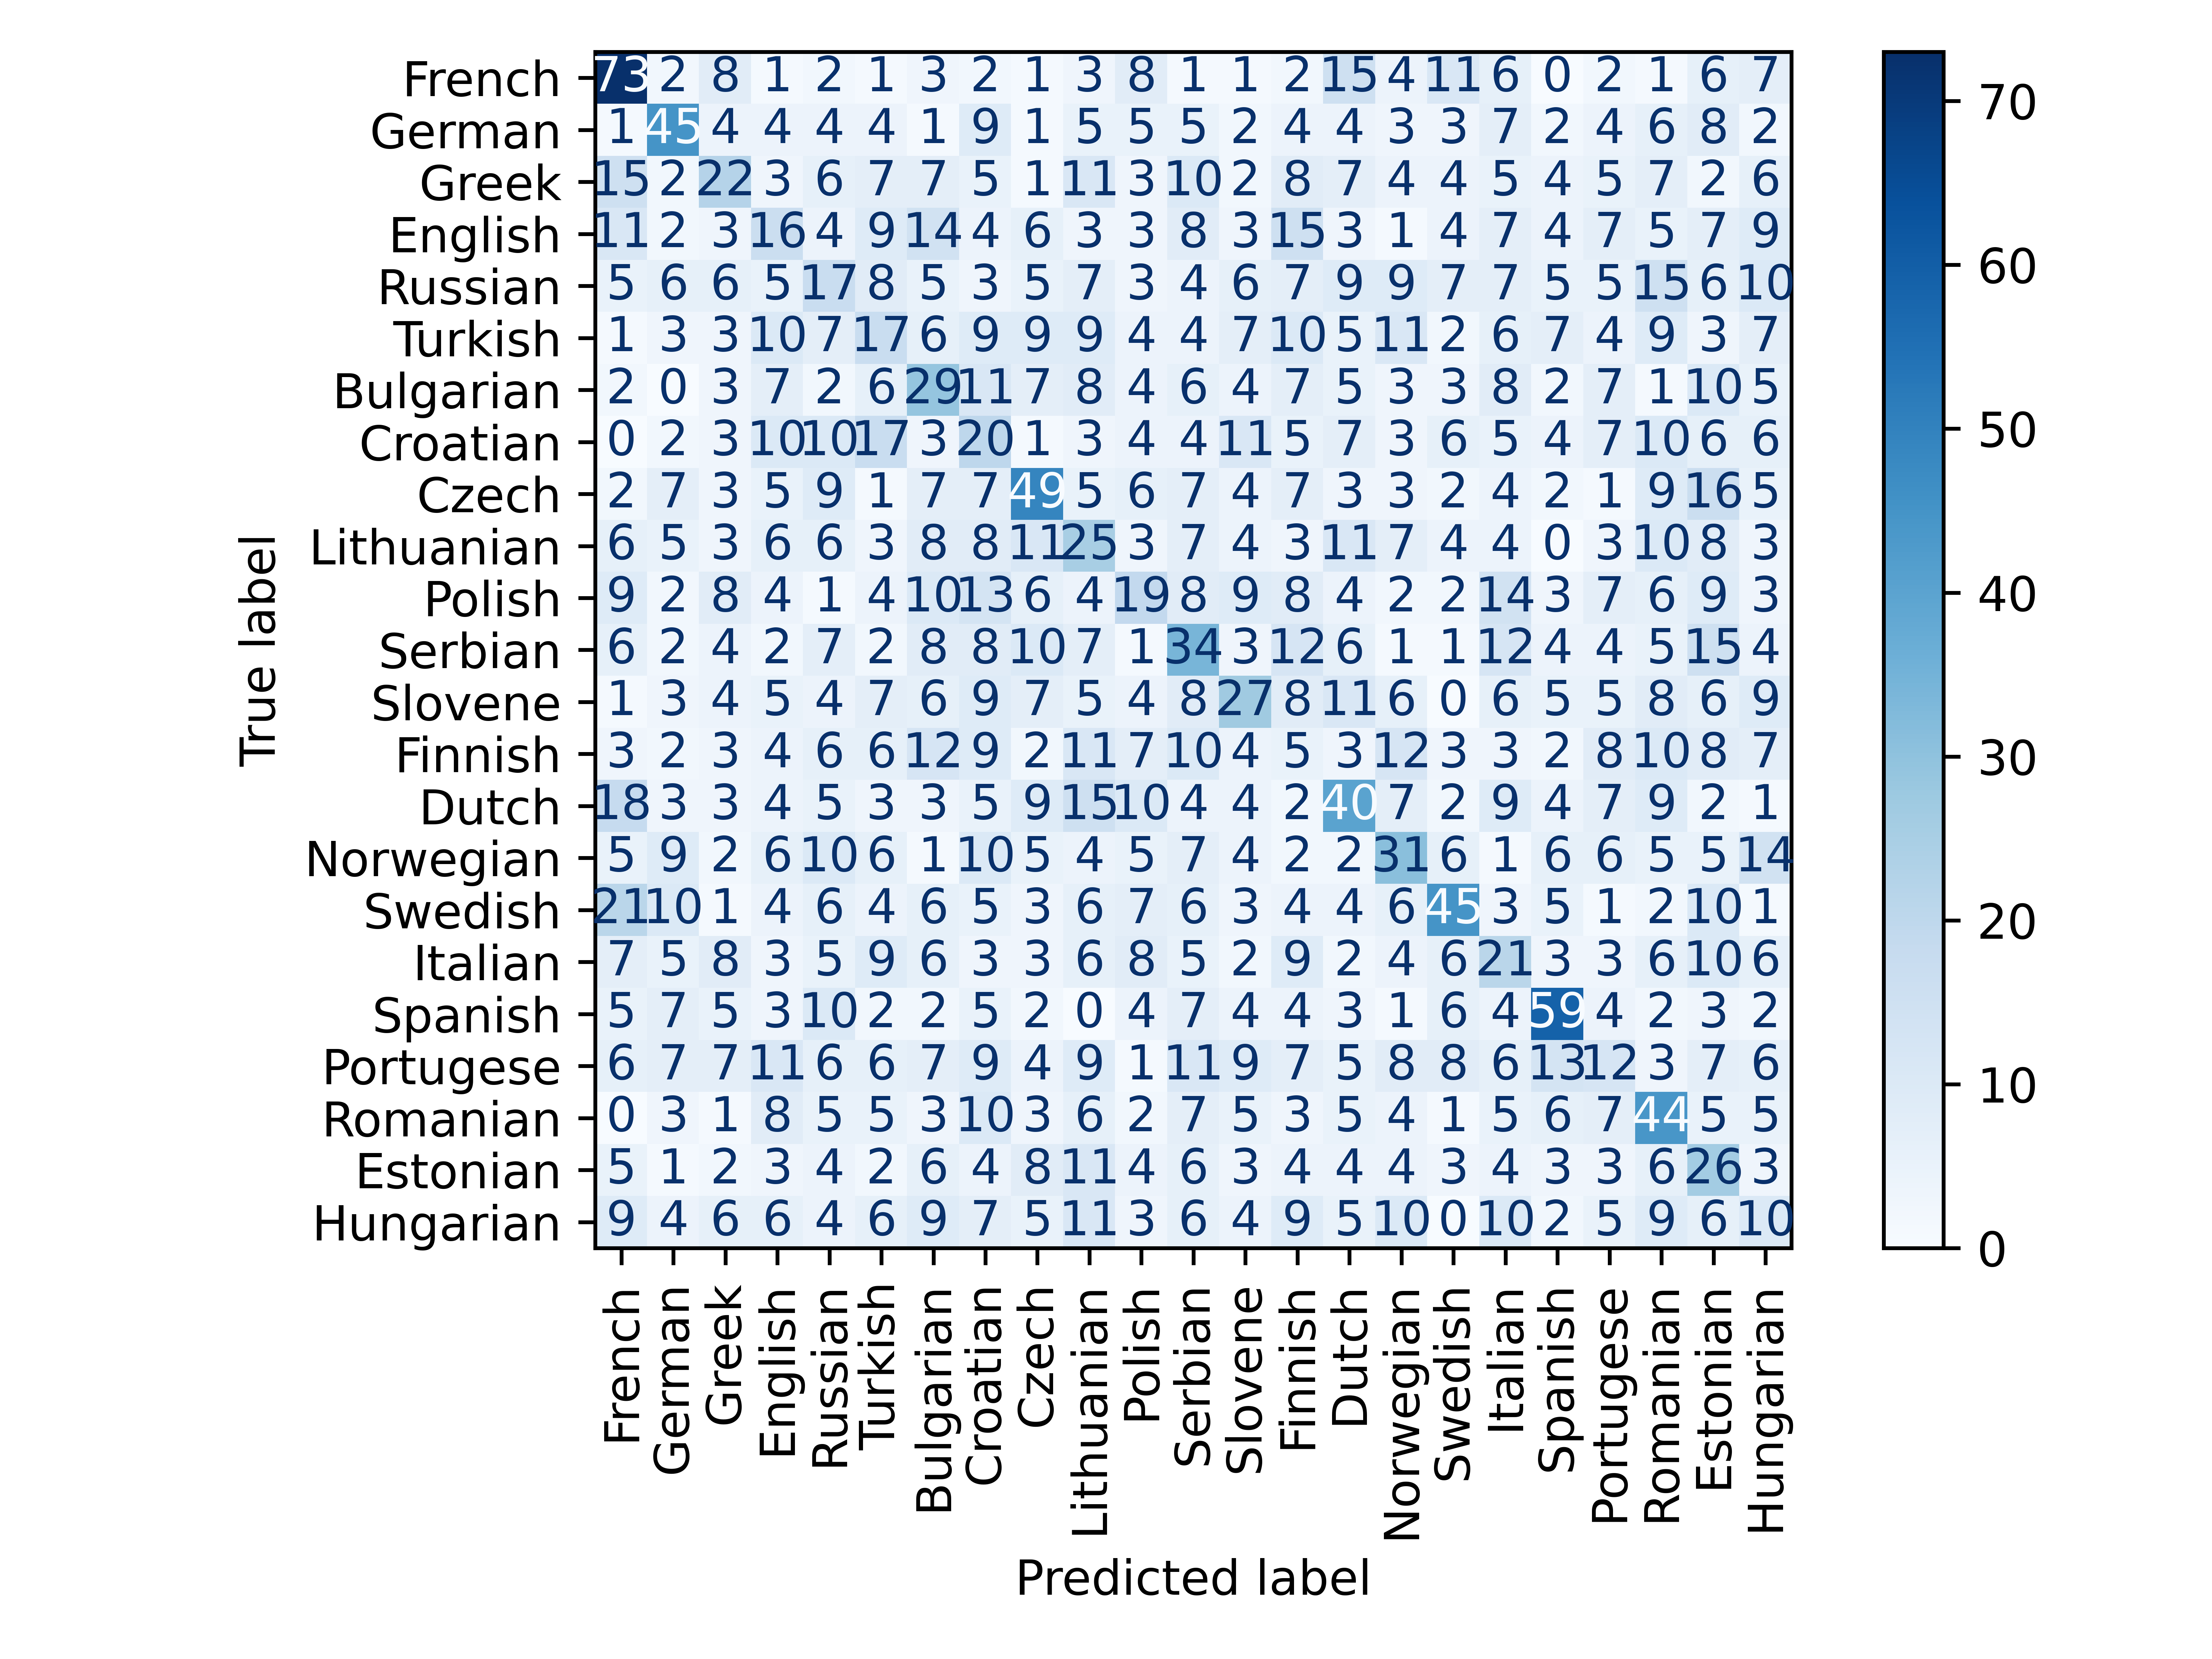 French 73 2 8 1 2 1 3 2 1 3 8 1 1 2 15 4 11 6 0 2 1 6 7
German 1 45 4 4 4 4 1 9 1 5 5 2 4 4 3 3 7 2 4 6 8 2
Greek 15 2 22 3 6 7 7 5 1 11 3 10 2 8 7 4 4 5 4 5 7 2 6
English 11 2 3 16 4 9 14 4 6 3 3 8 3 15 3 1 4 7 4 7 5 7 9
Russian 5 6 6 5 17 8 5 3 5 7 3 4 6 7 9 9 7 7 5 5 15 6 10
Turkish 1 3 3 10 7 17 6 9 9 9 4 4 7 10 5 11 2 6 7 4 9 3 7
Bulgarian 2 0 3 7 2 6 29 11 7 8 4 6 4 7 5 3 3 8 2 7 1 10 5
Croatian 0 2 3 10 10 17 3 20 1 3 4 4 11 5 7 3 6 5 4 7 10 6 6
Czech 2 7 3 5 9 1 7 7 49 5 6 7 4 7 3 3 2 4 2 1 9 16 5
Lithuanian 6 5 3 6 6 3 8 8 11 25 3 7 4 3 11 7 4 4 0 3 10 8 3
Polish 9 2 8 4 1 4 10 13 6 4 19 8 9 8 4 2 2 14 3 7 6 9 3
Serbian 6 2 4 2 7 2 8 8 10 7 1 34 3 12 6 1 1 12 4 4 5 15 4
Slovene 1 3 4 5 4 7 6 9 7 5 4 8 27 8 11 6 0 6 5 5 8 6 9
Finnish 3 2 3 4 6 6 12 9 2 11 7 10 4 5 3 12 3 3 2 8 10 8 7
Dutch 18 3 3 4 5 3 3 5 9 15 10 4 4 2 40 7 2 9 4 7 9 2 1
Norwegian 5 9 2 6 10 6 1 10 5 4 5 7 4 2 2 31 6 1 6 6 5 5 14
Swedish 21 10 1 4 6 4 6 5 3 6 7 6 3 4 4 6 45 3 5 1 2 10 1
Italian 7 5 8 3 5 9 6 3 3 6 8 5 2 9 2 4 6 21 3 3 6 10 6
Spanish 5 7 5 3 10 2 2 5 2 0 4 7 4 4 3 1 6 4 59 4 2 3 2
Portugese 6 7 7 11 6 6 7 9 4 9 1 11 9 7 5 8 8 6 13 12 3 7 6
Romanian 0 3 1 8 5 5 3 10 3 6 2 7 5 3 5 4 1 5 6 7 44 5 5
Estonian 5 1 2 3 4 2 6 4 8 11 4 6 3 4 4 4 3 4 3 3 6 26 3
Hungarian 9 4 6 6 4 6 9 7 5 11 3 6 4 9 5 10 0 10 2 5 9 6 10
True label
French German Greek English Russian Turkish Bulgarian Croatian Czech Lithuanian Polish Serbian Slovene Finnish Dutch Norwegian Swedish Italian Spanish Portugese Romanian Estonian Hungarian
Predicted label
70
60
50
40
30
20
10
0